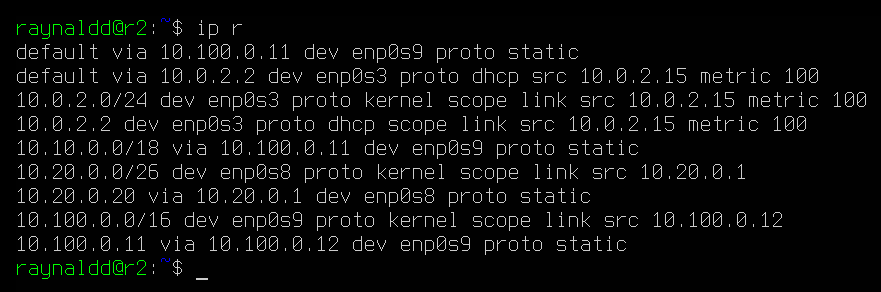 raynaldd@r2:~$ ip r
default via 10.100.0.11 dev enp0s9 proto static
default via 10.0.2.2 dev enp0s3 proto dhcp src 10.0.2.15 metric 100
10.0.2.0/24 dev enp0s3 proto kernel scope link src 10.0.2.15 metric 100
10.0.2.2 dev enp0s3 proto dhcp scope link src 10.0.2.15 metric 100
10.10.0.0/18 via 10.100.0.11 dev enp0s9 proto static
10.20.0.0/26 dev enp0s8 proto kernel scope link src 10.20.0.1
10.20.0.20 via 10.20.0.1 dev enp0s8 proto static
10.100.0.0/16 dev enp0s9 proto kernel scope link src 10.100.0.12
10.100.0.11 via 10.100.0.12 dev enp0s9 proto static
raynaldd@r2:~$ _